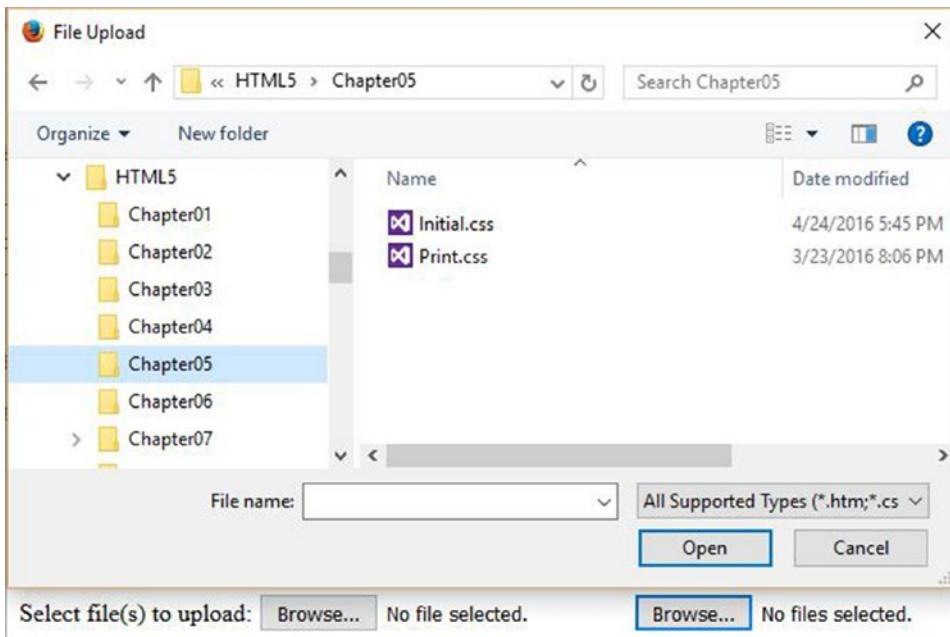 File Upload
« HTML5 > Chapter05
Search Chapter05
Organize
New folder
HTML5
Chapter01
Chapter02
Chapter03
Chapter04
Chapter05
Chapter06
Chapter07
Name
Date modified
Initial.css
4/24/2016 5:45 PM
Print.css
3/23/2016 8:06 PM
File name:
All Supported Types (*.htm;*.cs
Open
Cancel
Select file(s) to upload:
Browse...
No file selected.
Browse...
No files selected.